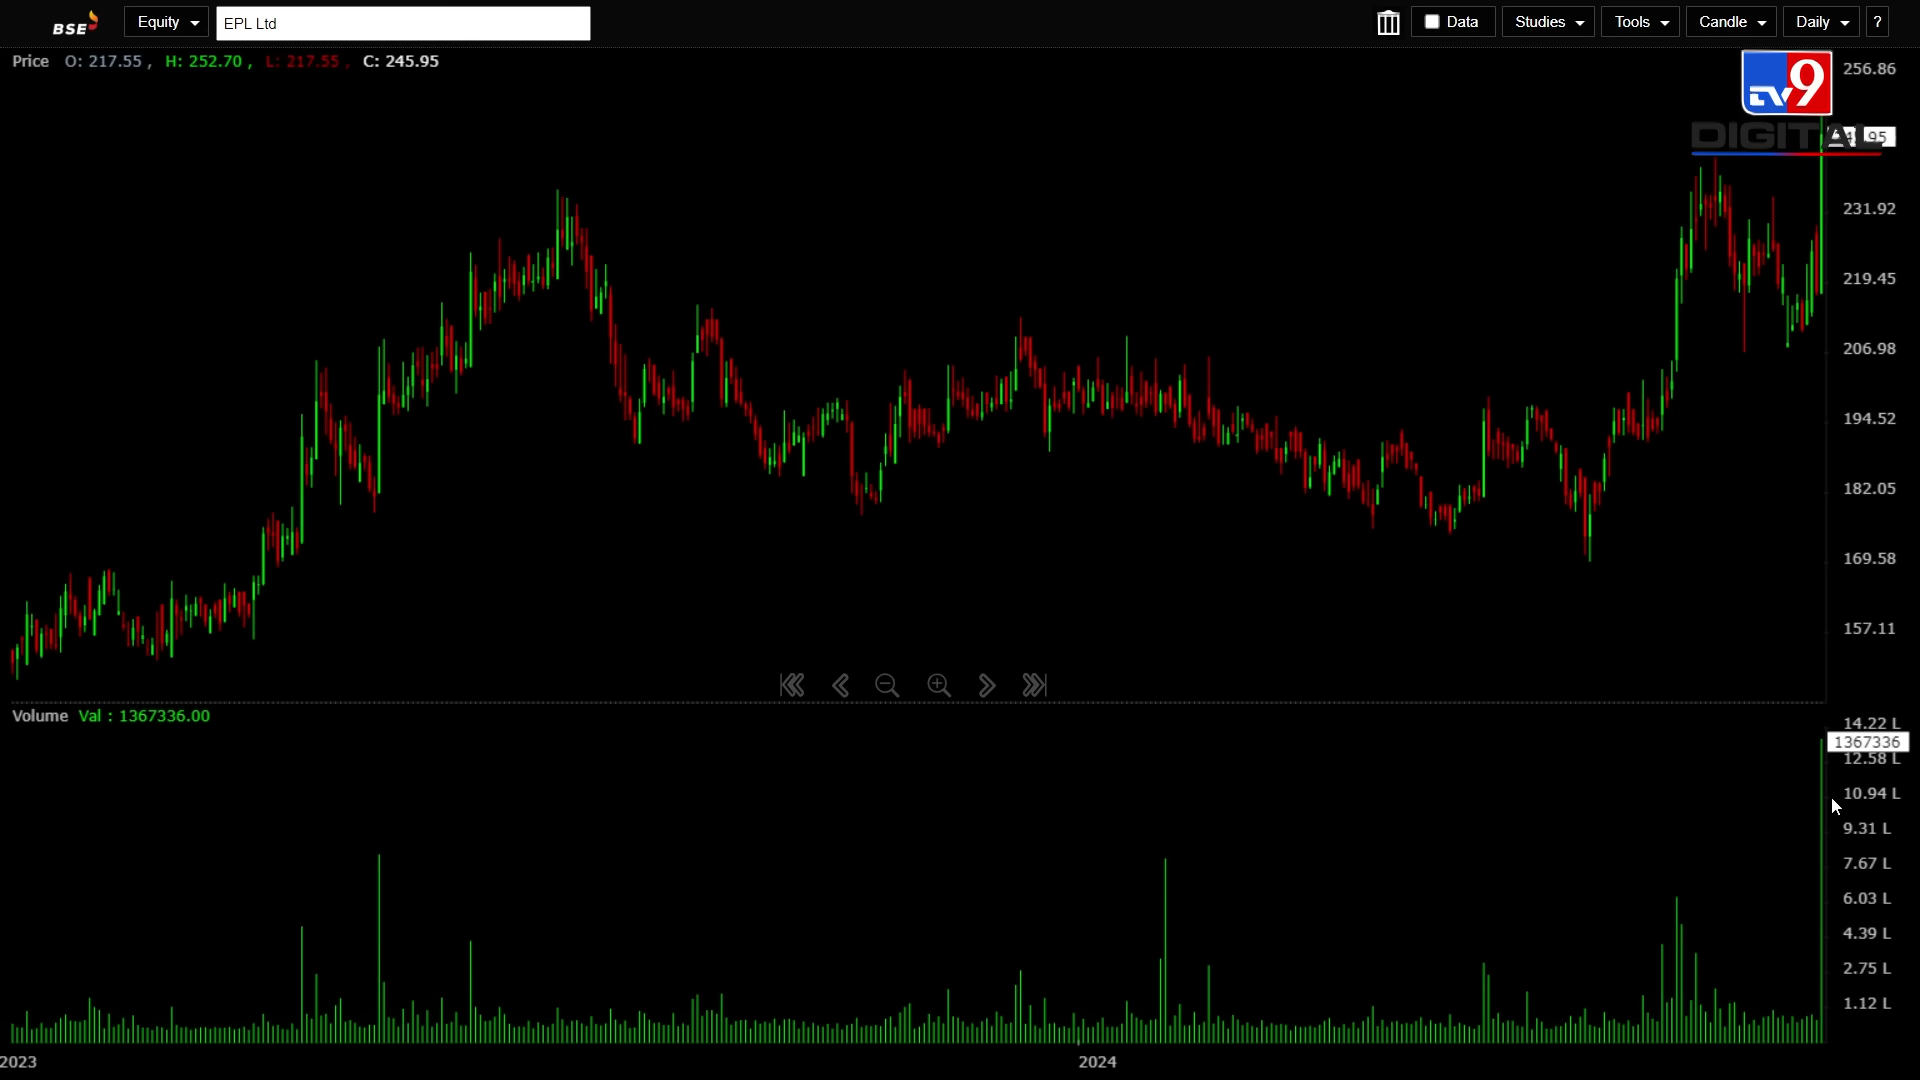 BSE Equity EPL Ltd Data Studies Tools Candle Daily ?
Price O: 217.55 , H: 252.70 , L: 217.55 , C: 245.95
TV9
DIGITAL
256.86
231.92
219.45
206.98
194.52
182.05
169.58
157.11
Volume Val : 1367336.00
14.22 L
1367336
12.58 L
10.94 L
9.31 L
7.67 L
6.03 L
4.39 L
2.75 L
1.12 L
2023 2024